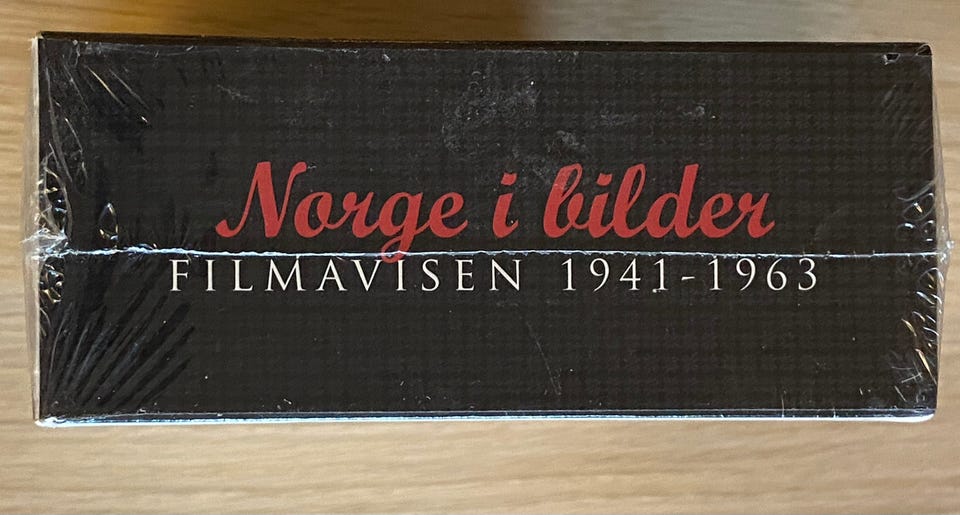 Norge i bilder
FILMAVISEN 1941-1963